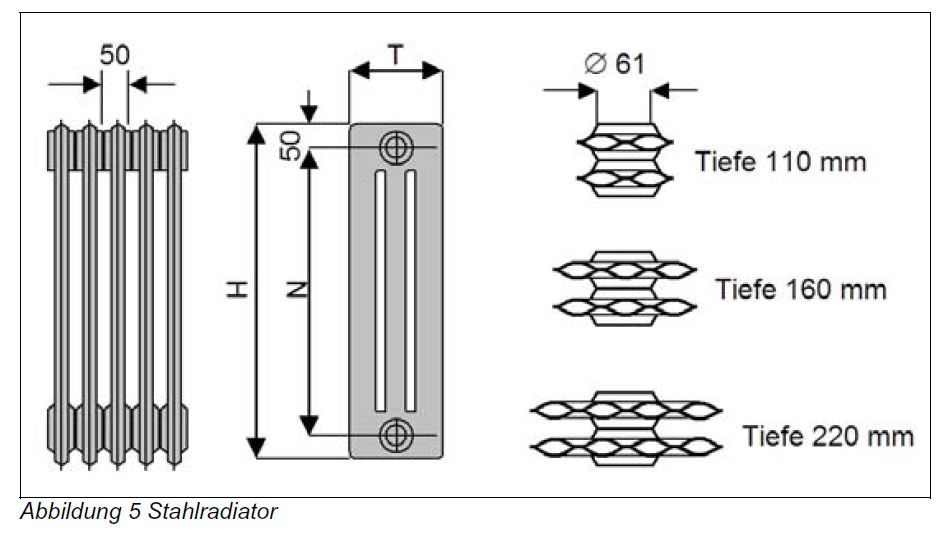 50
T
Ø 61
50
H
N
Tiefe 110 mm
Tiefe 160 mm
Tiefe 220 mm
Abbildung 5 Stahlradiator